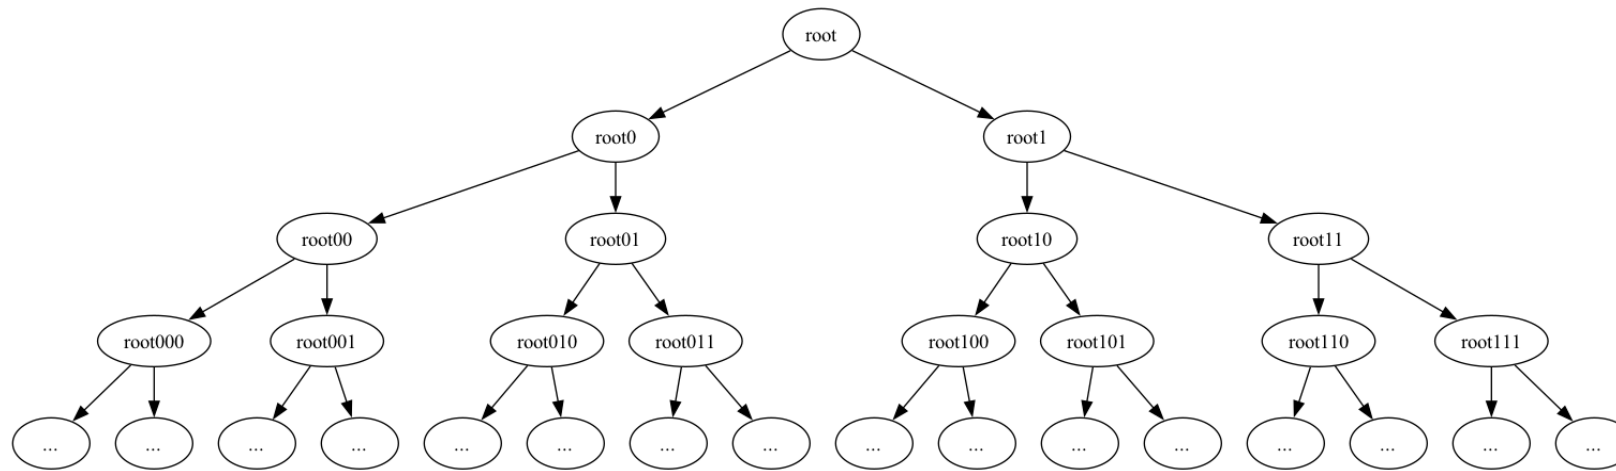 root
root0 root1
root00 root01 root10 root11
root000 root001 root010 root011 root100 root101 root110 root111
... ... ... ... ... ... ... ... ... ... ... ... ... ... ... ...